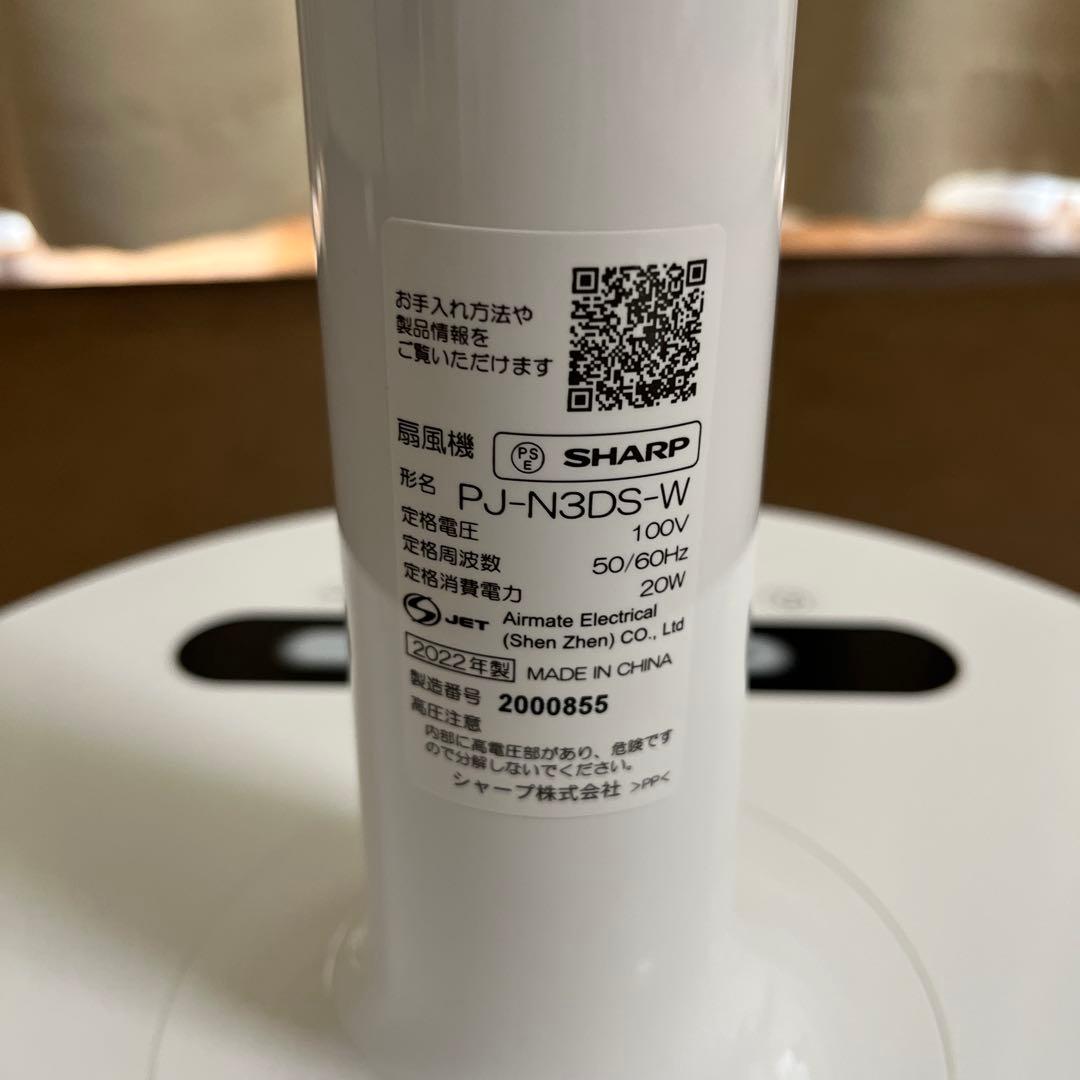 お手入れ方法や
製品情報を
ご覧いただけます
扇風機 PSE SHARP
形名 PJ-N3DS-W
定格電圧 100V
定格周波数 50/60Hz
定格消費電力 20W
S JET Airmate Electrical
(Shen Zhen) CO., Ltd
2022年製 MADE IN CHINA
製造番号 2000855
高圧注意
内部に高電圧部があり、危険です
ので分解しないでください。
シャープ株式会社 >PP<